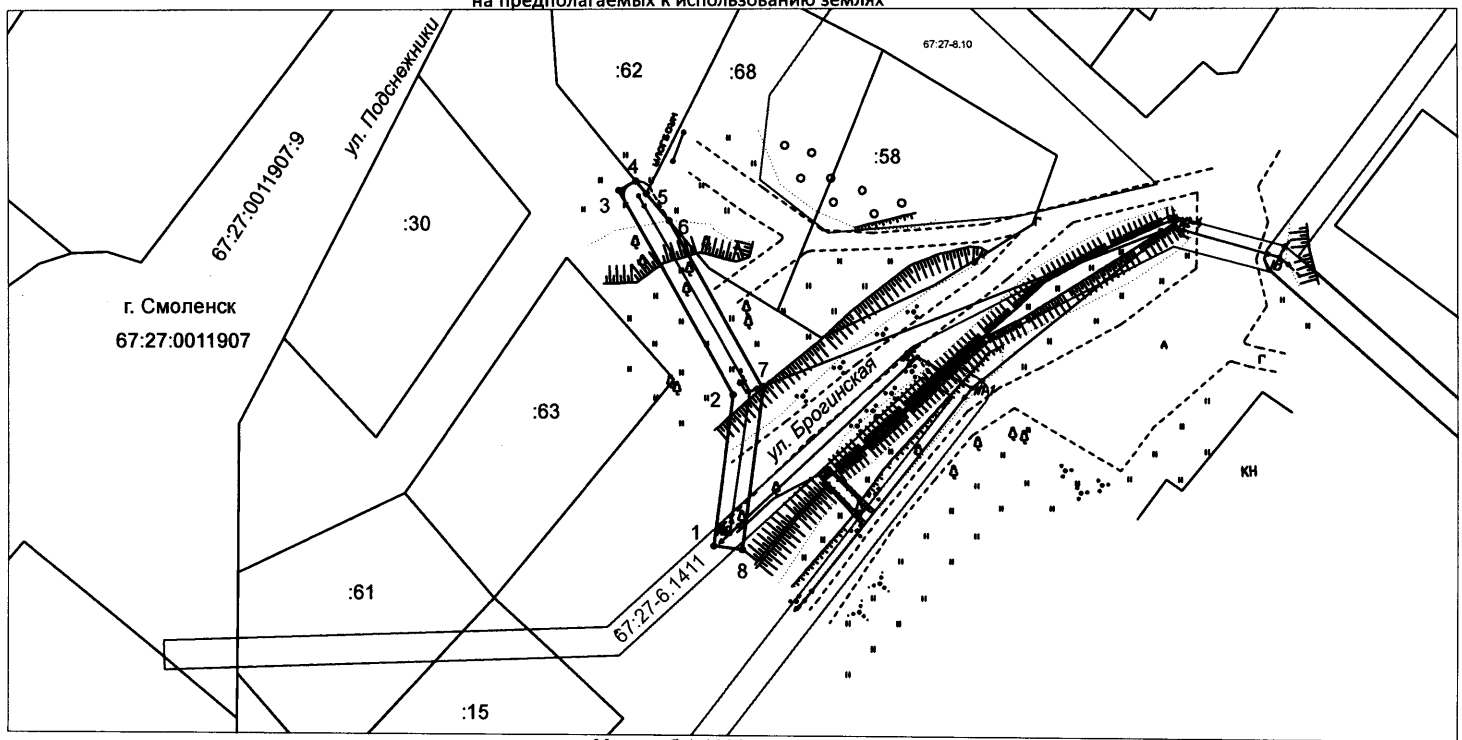 на предполагаемых к использованию землях
67:27-8.10
:62
:68
ул. Подснежники
67:27:0011907:9
:58
4
3
5
6
:30
г. Смоленск
67:27:0011907
А
Г
7
2
:63
ул. Брогинская
КН
1
8
67:27-6.1411
:61
:15